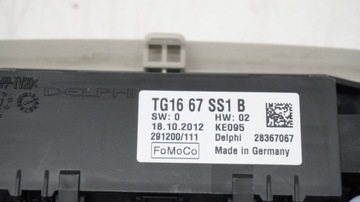 DELPHI
TG16 67 SS1 B
SW: 0 HW: 02
18.10.2012 KE095
291200/111 Delphi 28367067
FoMoCo Made in Germany